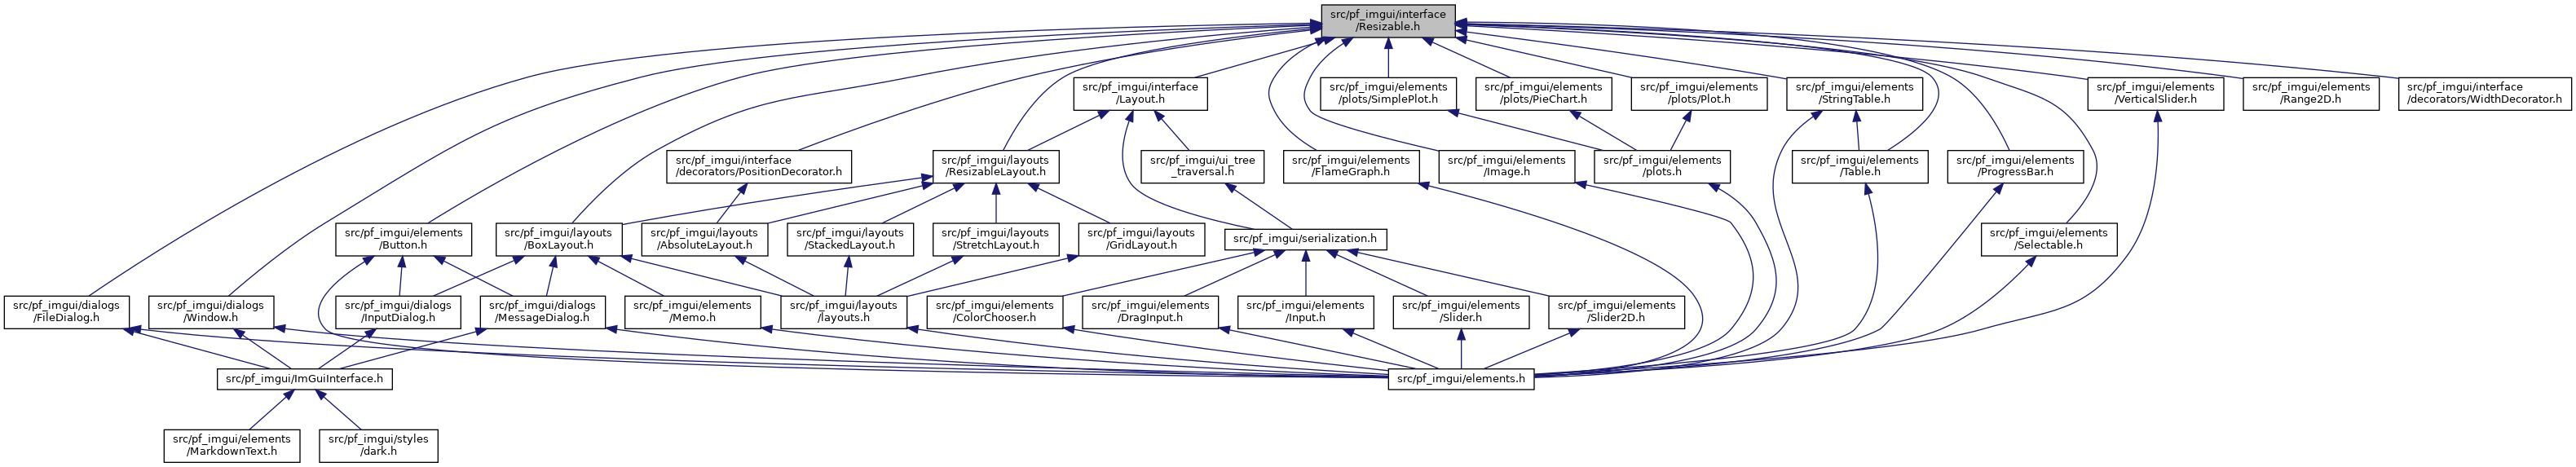 src/pf_imgui/interface
/Resizable.h
src/pf_imgui/interface
/Layout.h
src/pf_imgui/elements
/plots/SimplePlot.h
src/pf_imgui/elements
/plots/PieChart.h
src/pf_imgui/elements
/plots/Plot.h
src/pf_imgui/elements
/StringTable.h
src/pf_imgui/elements
/VerticalSlider.h
src/pf_imgui/elements
/Range2D.h
src/pf_imgui/interface
/decorators/WidthDecorator.h
src/pf_imgui/interface
/decorators/PositionDecorator.h
src/pf_imgui/layouts
/ResizableLayout.h
src/pf_imgui/ui_tree
_traversal.h
src/pf_imgui/elements
/FlameGraph.h
src/pf_imgui/elements
/Image.h
src/pf_imgui/elements
/plots.h
src/pf_imgui/elements
/Table.h
src/pf_imgui/elements
/ProgressBar.h
src/pf_imgui/elements
/Button.h
src/pf_imgui/layouts
/BoxLayout.h
src/pf_imgui/layouts
/AbsoluteLayout.h
src/pf_imgui/layouts
/StackedLayout.h
src/pf_imgui/layouts
/StretchLayout.h
src/pf_imgui/layouts
/GridLayout.h
src/pf_imgui/serialization.h
src/pf_imgui/elements
/Selectable.h
src/pf_imgui/dialogs
/FileDialog.h
src/pf_imgui/dialogs
/Window.h
src/pf_imgui/dialogs
/InputDialog.h
src/pf_imgui/dialogs
/MessageDialog.h
src/pf_imgui/elements
/Memo.h
src/pf_imgui/layouts
/layouts.h
src/pf_imgui/elements
/ColorChooser.h
src/pf_imgui/elements
/DragInput.h
src/pf_imgui/elements
/Input.h
src/pf_imgui/elements
/Slider.h
src/pf_imgui/elements
/Slider2D.h
src/pf_imgui/ImGuiInterface.h
src/pf_imgui/elements.h
src/pf_imgui/elements
/MarkdownText.h
src/pf_imgui/styles
/dark.h